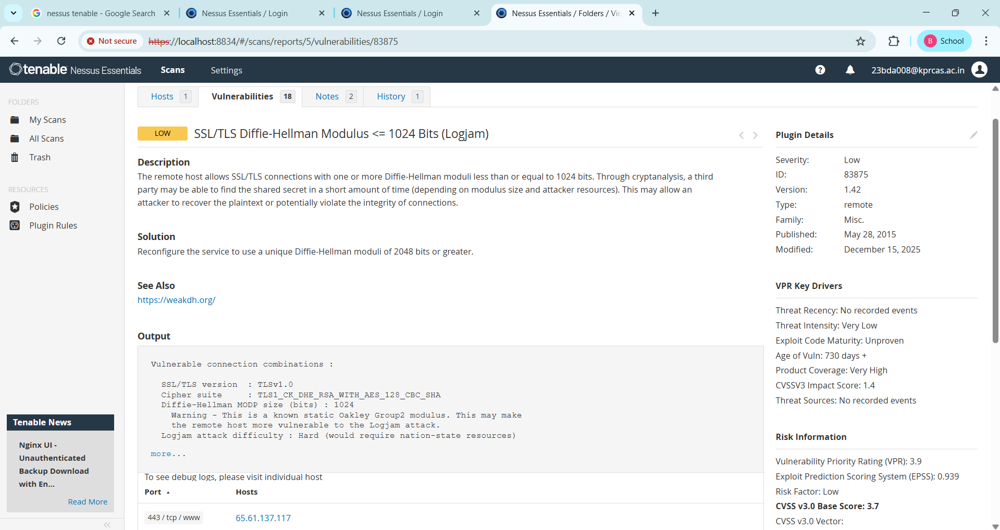 nessus tenable - Google Search
Nessus Essentials / Login
Nessus Essentials / Login
Nessus Essentials / Folders / Vie
Not secure
https://localhost:8834/#/scans/reports/5/vulnerabilities/83875
B School
tenable Nessus Essentials
Scans
Settings
?
23bda008@kprcas.ac.in
FOLDERS
My Scans
All Scans
Trash
RESOURCES
Policies
Plugin Rules
Tenable News
Nginx UI -
Unauthenticated
Backup Download
with En...
Read More
Hosts 1
Vulnerabilities 18
Notes 2
History 1
LOW
SSL/TLS Diffie-Hellman Modulus <= 1024 Bits (Logjam)
Description
The remote host allows SSL/TLS connections with one or more Diffie-Hellman moduli less than or equal to 1024 bits. Through cryptanalysis, a third
party may be able to find the shared secret in a short amount of time (depending on modulus size and attacker resources). This may allow an
attacker to recover the plaintext or potentially violate the integrity of connections.
Solution
Reconfigure the service to use a unique Diffie-Hellman moduli of 2048 bits or greater.
See Also
https://weakdh.org/
Output
Vulnerable connection combinations :
SSL/TLS version : TLSv1.0
Cipher suite : TLS1_CK_DHE_RSA_WITH_AES_128_CBC_SHA
Diffie-Hellman MODP size (bits) : 1024
Warning - This is a known static Oakley Group2 modulus. This may make
the remote host more vulnerable to the Logjam attack.
Logjam attack difficulty : Hard (would require nation-state resources)
more...
To see debug logs, please visit individual host
Port Hosts
443 / tcp / www 65.61.137.117
Plugin Details
Severity: Low
ID: 83875
Version: 1.42
Type: remote
Family: Misc.
Published: May 28, 2015
Modified: December 15, 2025
VPR Key Drivers
Threat Recency: No recorded events
Threat Intensity: Very Low
Exploit Code Maturity: Unproven
Age of Vuln: 730 days +
Product Coverage: Very High
CVSSV3 Impact Score: 1.4
Threat Sources: No recorded events
Risk Information
Vulnerability Priority Rating (VPR): 3.9
Exploit Prediction Scoring System (EPSS): 0.939
Risk Factor: Low
CVSS v3.0 Base Score: 3.7
CVSS v3.0 Vector: